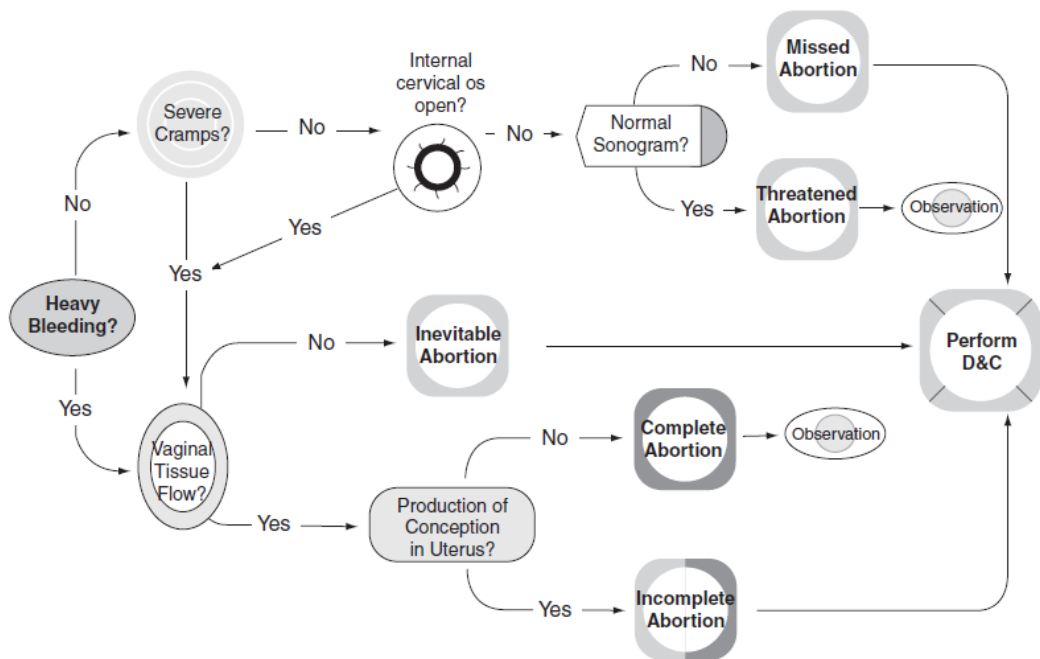 Internal
cervical os
open?
No
Missed
Abortion
Severe
Cramps?
No
No
Normal
Sonogram?
No
Yes
Threatened
Abortion
Observation
Yes
Yes
Heavy
Bleeding?
No
Inevitable
Abortion
Perform
D&C
Yes
Vaginal
Tissue
Flow?
No
Complete
Abortion
Observation
Yes
Production of
Conception
in Uterus?
Yes
Incomplete
Abortion